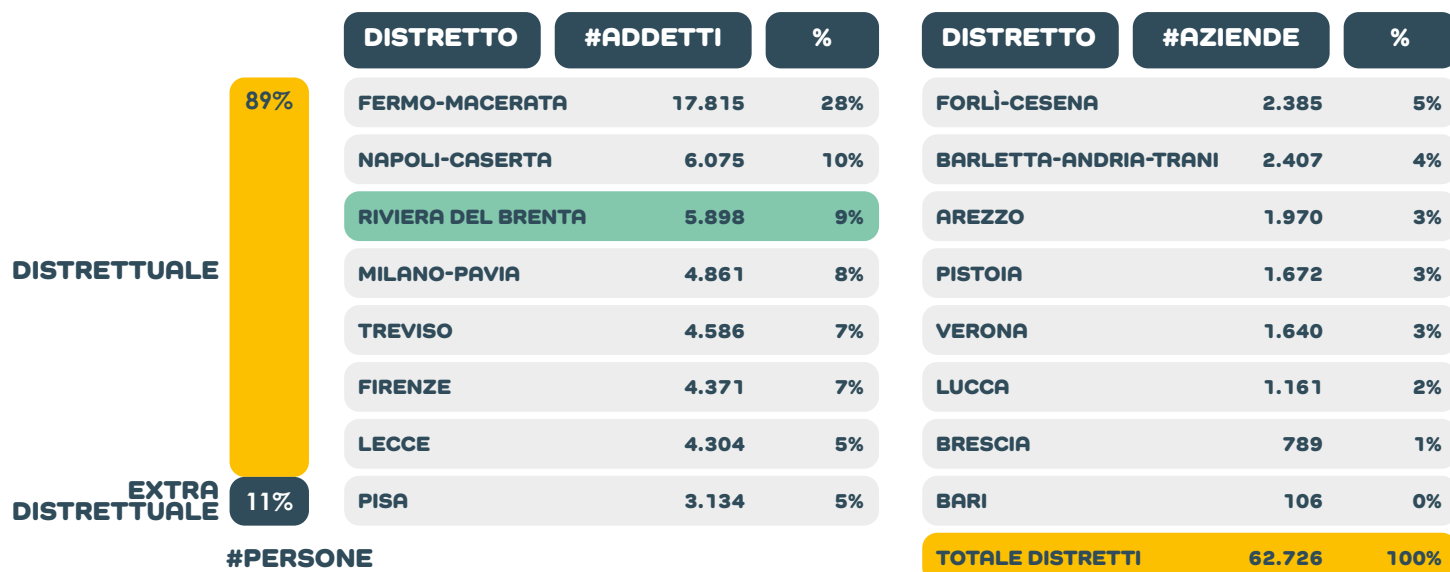 DISTRETTO #ADDETTI %
FERMO-MACERATA 17.815 28%
NAPOLI-CASERTA 6.075 10%
RIVIERA DEL BRENTA 5.898 9%
MILANO-PAVIA 4.861 8%
TREVISO 4.586 7%
FIRENZE 4.371 7%
LECCE 4.304 5%
PISA 3.134 5%
DISTRETTO #AZIENDE %
FORLÌ-CESENA 2.385 5%
BARLETTA-ANDRIA-TRANI 2.407 4%
AREZZO 1.970 3%
PISTOIA 1.672 3%
VERONA 1.640 3%
LUCCA 1.161 2%
BRESCIA 789 1%
BARI 106 0%
TOTALE DISTRETTI 62.726 100%
89%
DISTRETTUALE
EXTRA
DISTRETTUALE
11%
#PERSONE